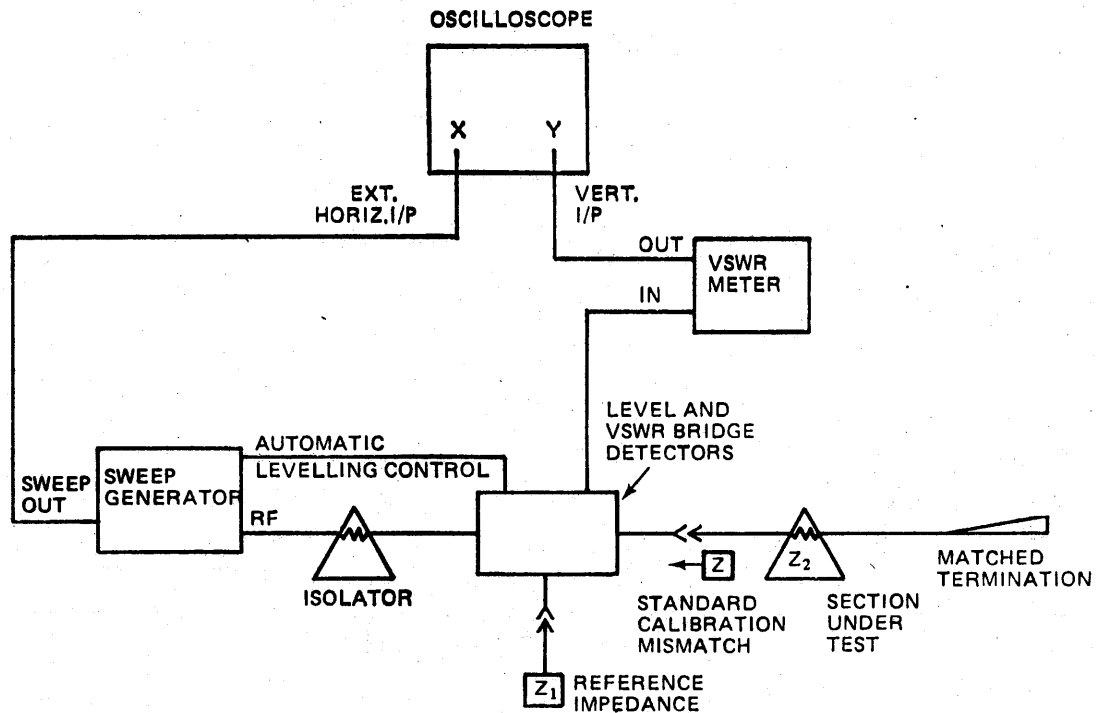 OSCILLOSCOPE
X Y
EXT.
HORIZ.I/P
VERT.
I/P
OUT
IN
VSWR
METER
LEVEL AND
VSWR BRIDGE
DETECTORS
AUTOMATIC
LEVELLING CONTROL
SWEEP
OUT
SWEEP
GENERATOR
RF
ISOLATOR
Z
Z2
MATCHED
TERMINATION
STANDARD
CALIBRATION
MISMATCH
SECTION
UNDER
TEST
Z1
REFERENCE
IMPEDANCE